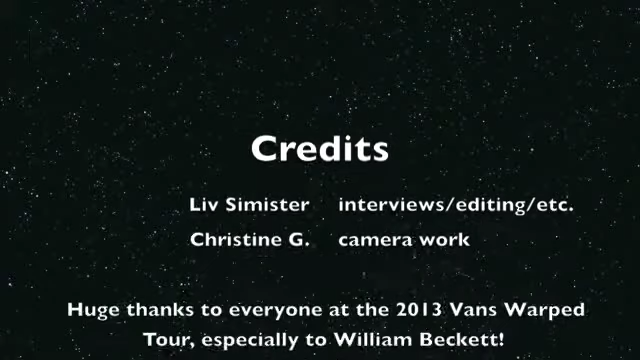 Credits
Liv Simister interviews/editing/etc.
Christine G. camera work
Huge thanks to everyone at the 2013 Vans Warped
Tour, especially to William Beckett!